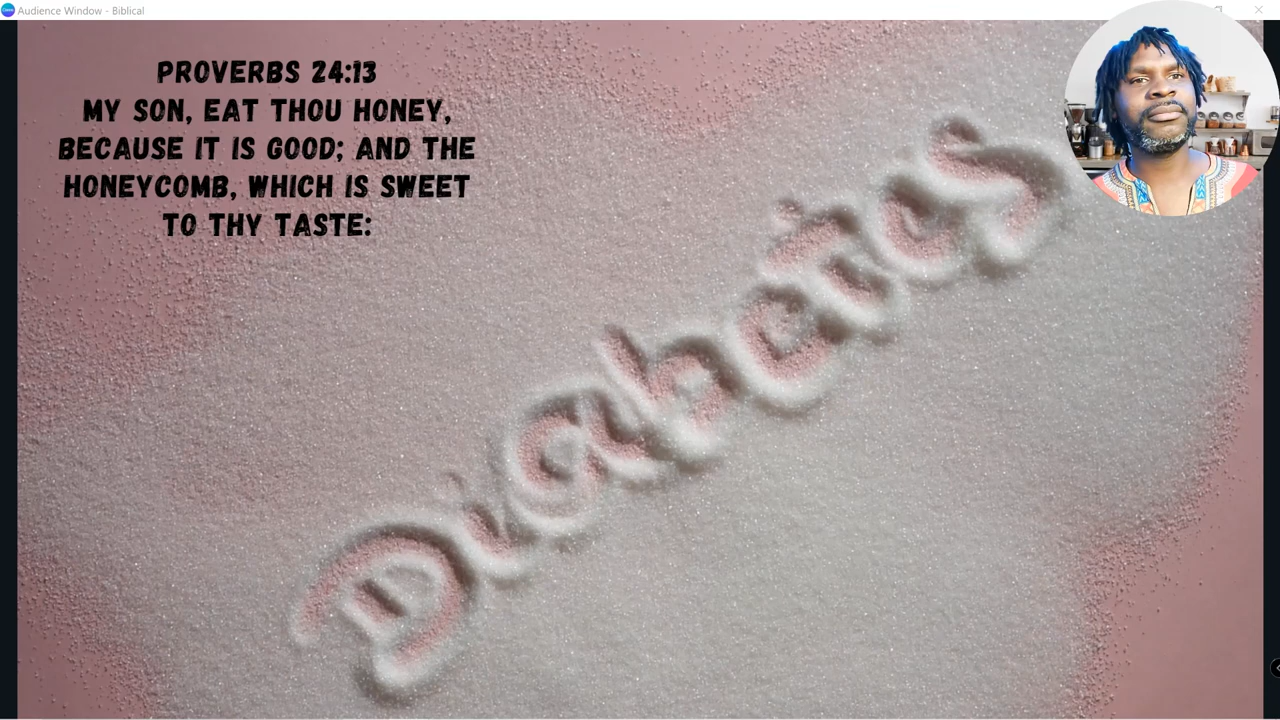 Audience Window - Biblical
PROVERBS 24:13
MY SON, EAT THOU HONEY,
BECAUSE IT IS GOOD; AND THE
HONEYCOMB, WHICH IS SWEET
TO THY TASTE:
Diabetes